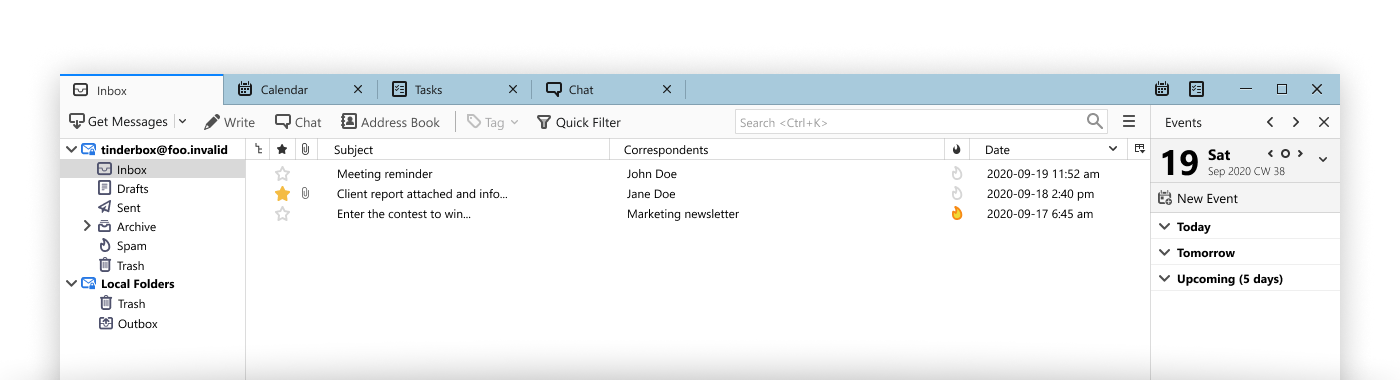 Inbox
Calendar
Tasks
Chat
Get Messages
Write
Chat
Address Book
Tag
Quick Filter
Search <Ctrl+K>
tinderbox@foo.invalid
Inbox
Drafts
Sent
Archive
Spam
Trash
Local Folders
Trash
Outbox
Subject Correspondents Date
Meeting reminder John Doe 2020-09-19 11:52 am
Client report attached and info... Jane Doe 2020-09-18 2:40 pm
Enter the contest to win... Marketing newsletter 2020-09-17 6:45 am
Events
19 Sat
Sep 2020 CW 38
New Event
Today
Tomorrow
Upcoming (5 days)